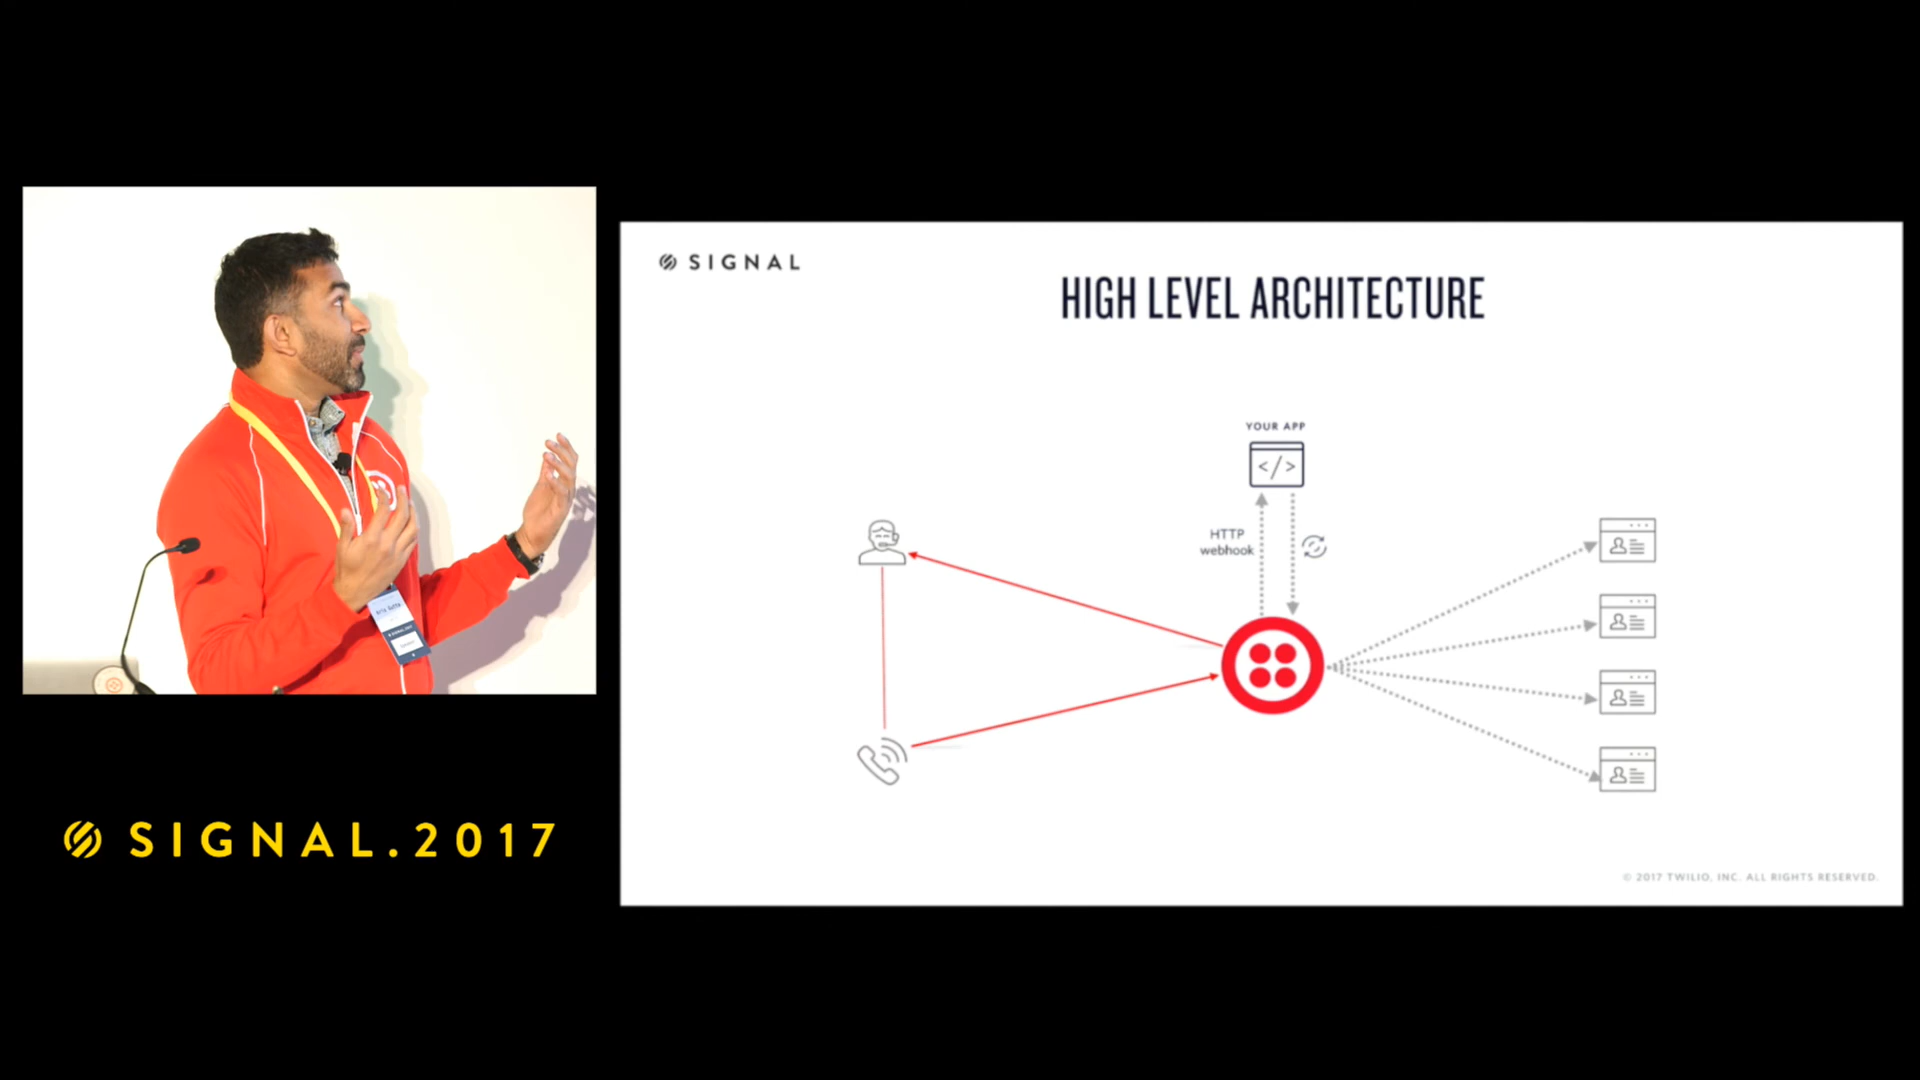 SIGNAL
HIGH LEVEL ARCHITECTURE
YOUR APP
</>
HTTP
webhook
© 2017 TWILIO, INC. ALL RIGHTS RESERVED.
SIGNAL.2017